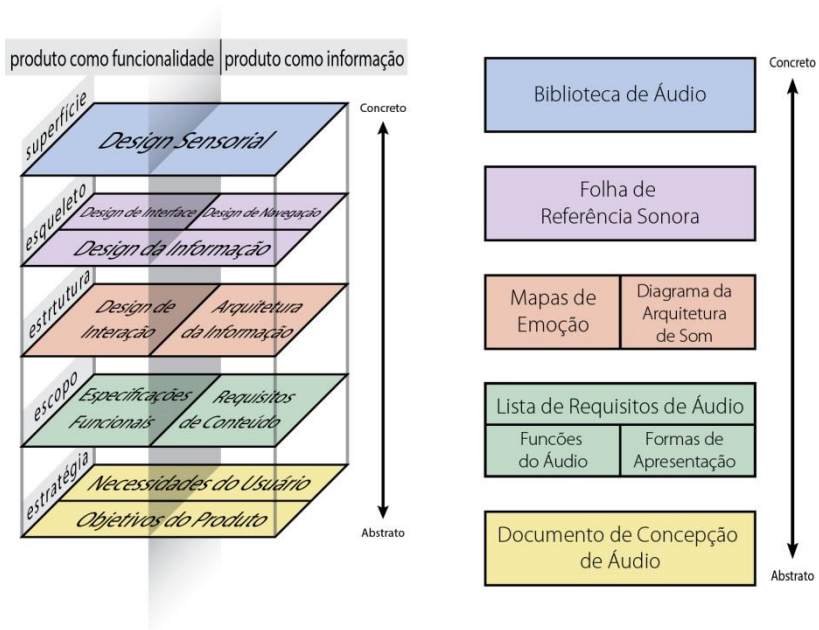 produto como funcionalidade
produto como informação
superfície
Design Sensorial
esqueleto
Design de Interface
Design de Navegação
Design da Informação
estrtutura
Design de
Interação
Arquitetura
da Informação
escopo
Especificações
Funcionais
Requisitos
de Conteúdo
estratégia
Necessidades do Usuário
Objetivos do Produto
Concreto
Abstrato
Biblioteca de Áudio
Folha de
Referência Sonora
Mapas de
Emoção
Diagrama da
Arquitetura
de Som
Lista de Requisitos de Áudio
Funcões
do Áudio
Formas de
Apresentação
Documento de Concepção
de Áudio
Concreto
Abstrato